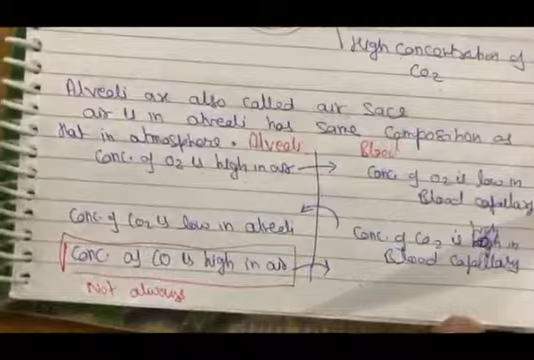 High Concentration of
CO2
Alveoli are also called air sacs
air is in alveoli has same composition as
that in atmosphere. Alveoli
Blood
Conc. of O2 is high in air
Conc of O2 is low in
Blood capillary
Conc. of CO2 is low in alveoli
Conc. of CO2 is high in
Blood capillary
Conc. of CO is high in air
Not always